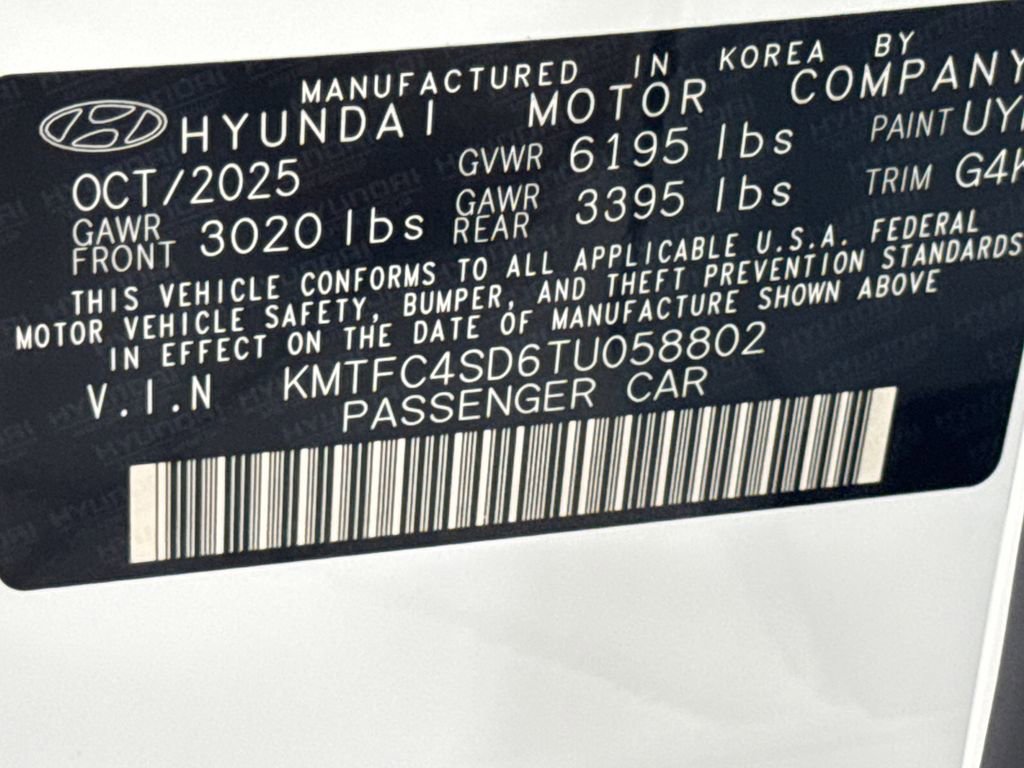 MANUFACTURED IN KOREA BY
HYUNDAI MOTOR COMPANY
OCT/2025 GVWR 6195 lbs PAINT
GAWR FRONT 3020 lbs GAWR REAR 3395 lbs TRIM
THIS VEHICLE CONFORMS TO ALL APPLICABLE U.S.A. FEDERAL
MOTOR VEHICLE SAFETY, BUMPER, AND THEFT PREVENTION STANDARDS
IN EFFECT ON THE DATE OF MANUFACTURE SHOWN ABOVE
V.I.N KMTFC4SD6TU058802
PASSENGER CAR